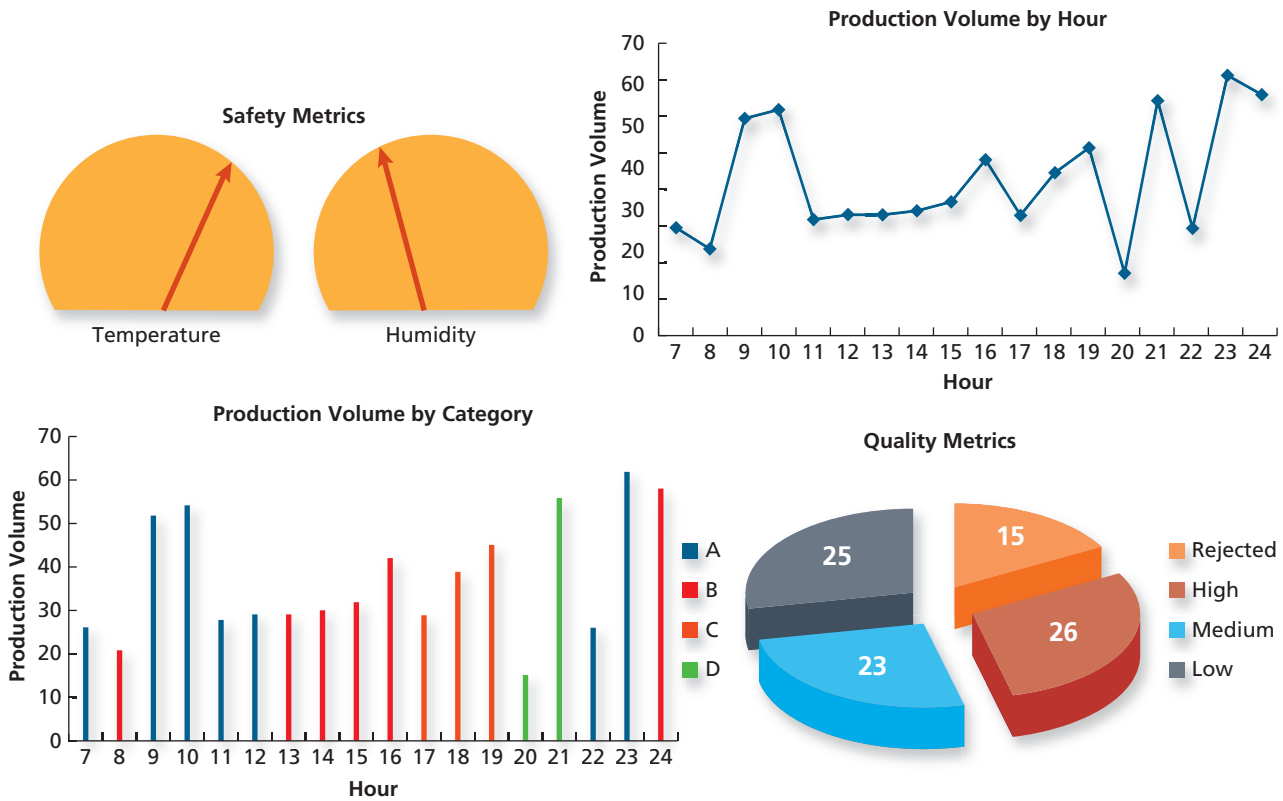 Safety Metrics
Temperature
Humidity
Production Volume by Hour
Production Volume
70
60
50
40
30
20
10
0
7 8 9 10 11 12 13 14 15 16 17 18 19 20 21 22 23 24
Hour
Production Volume by Category
Production Volume
70
60
50
40
30
20
10
0
7 8 9 10 11 12 13 14 15 16 17 18 19 20 21 22 23 24
Hour
A
B
C
D
Quality Metrics
15
25
26
23
Rejected
High
Medium
Low